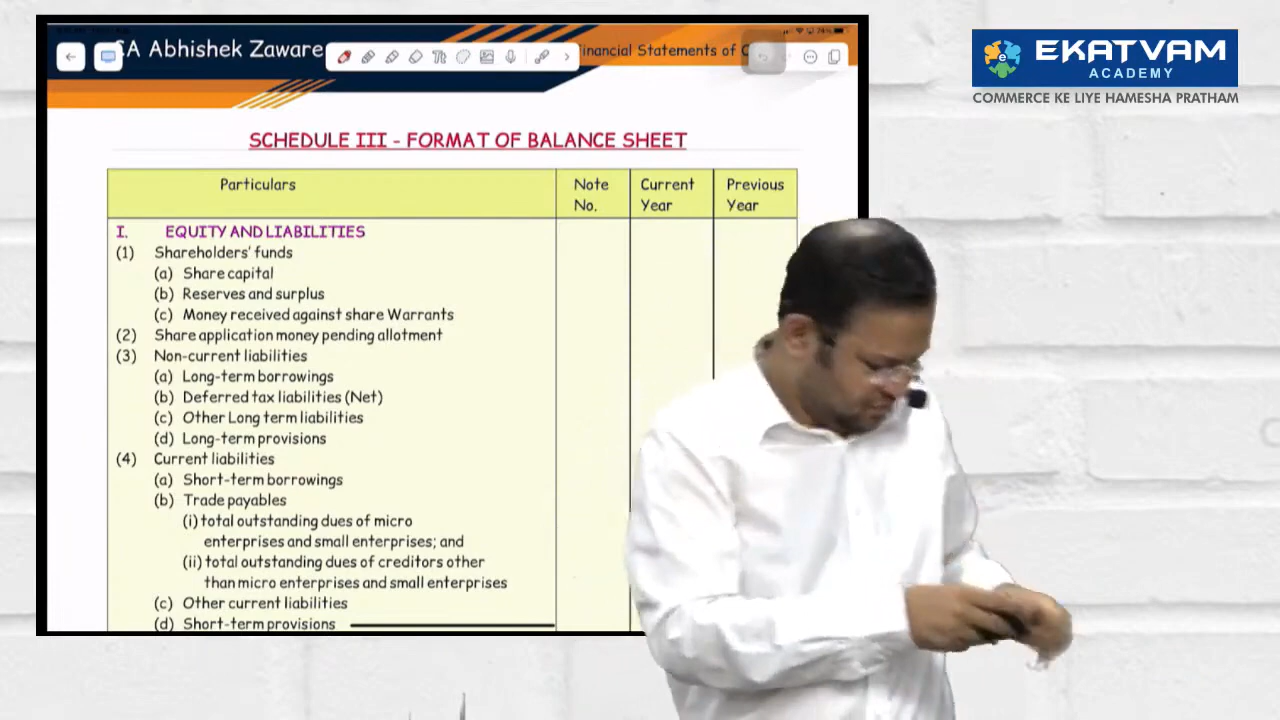 CA Abhishek Zaware
Financial Statements of
EKATVAM
ACADEMY
COMMERCE KE LIYE HAMESHA PRATHAM
SCHEDULE III - FORMAT OF BALANCE SHEET
Particulars Note No. Current Year Previous Year
I. EQUITY AND LIABILITIES
(1) Shareholders' funds
(a) Share capital
(b) Reserves and surplus
(c) Money received against share Warrants
(2) Share application money pending allotment
(3) Non-current liabilities
(a) Long-term borrowings
(b) Deferred tax liabilities (Net)
(c) Other Long term liabilities
(d) Long-term provisions
(4) Current liabilities
(a) Short-term borrowings
(b) Trade payables
(i) total outstanding dues of micro
enterprises and small enterprises; and
(ii) total outstanding dues of creditors other
than micro enterprises and small enterprises
(c) Other current liabilities
(d) Short-term provisions